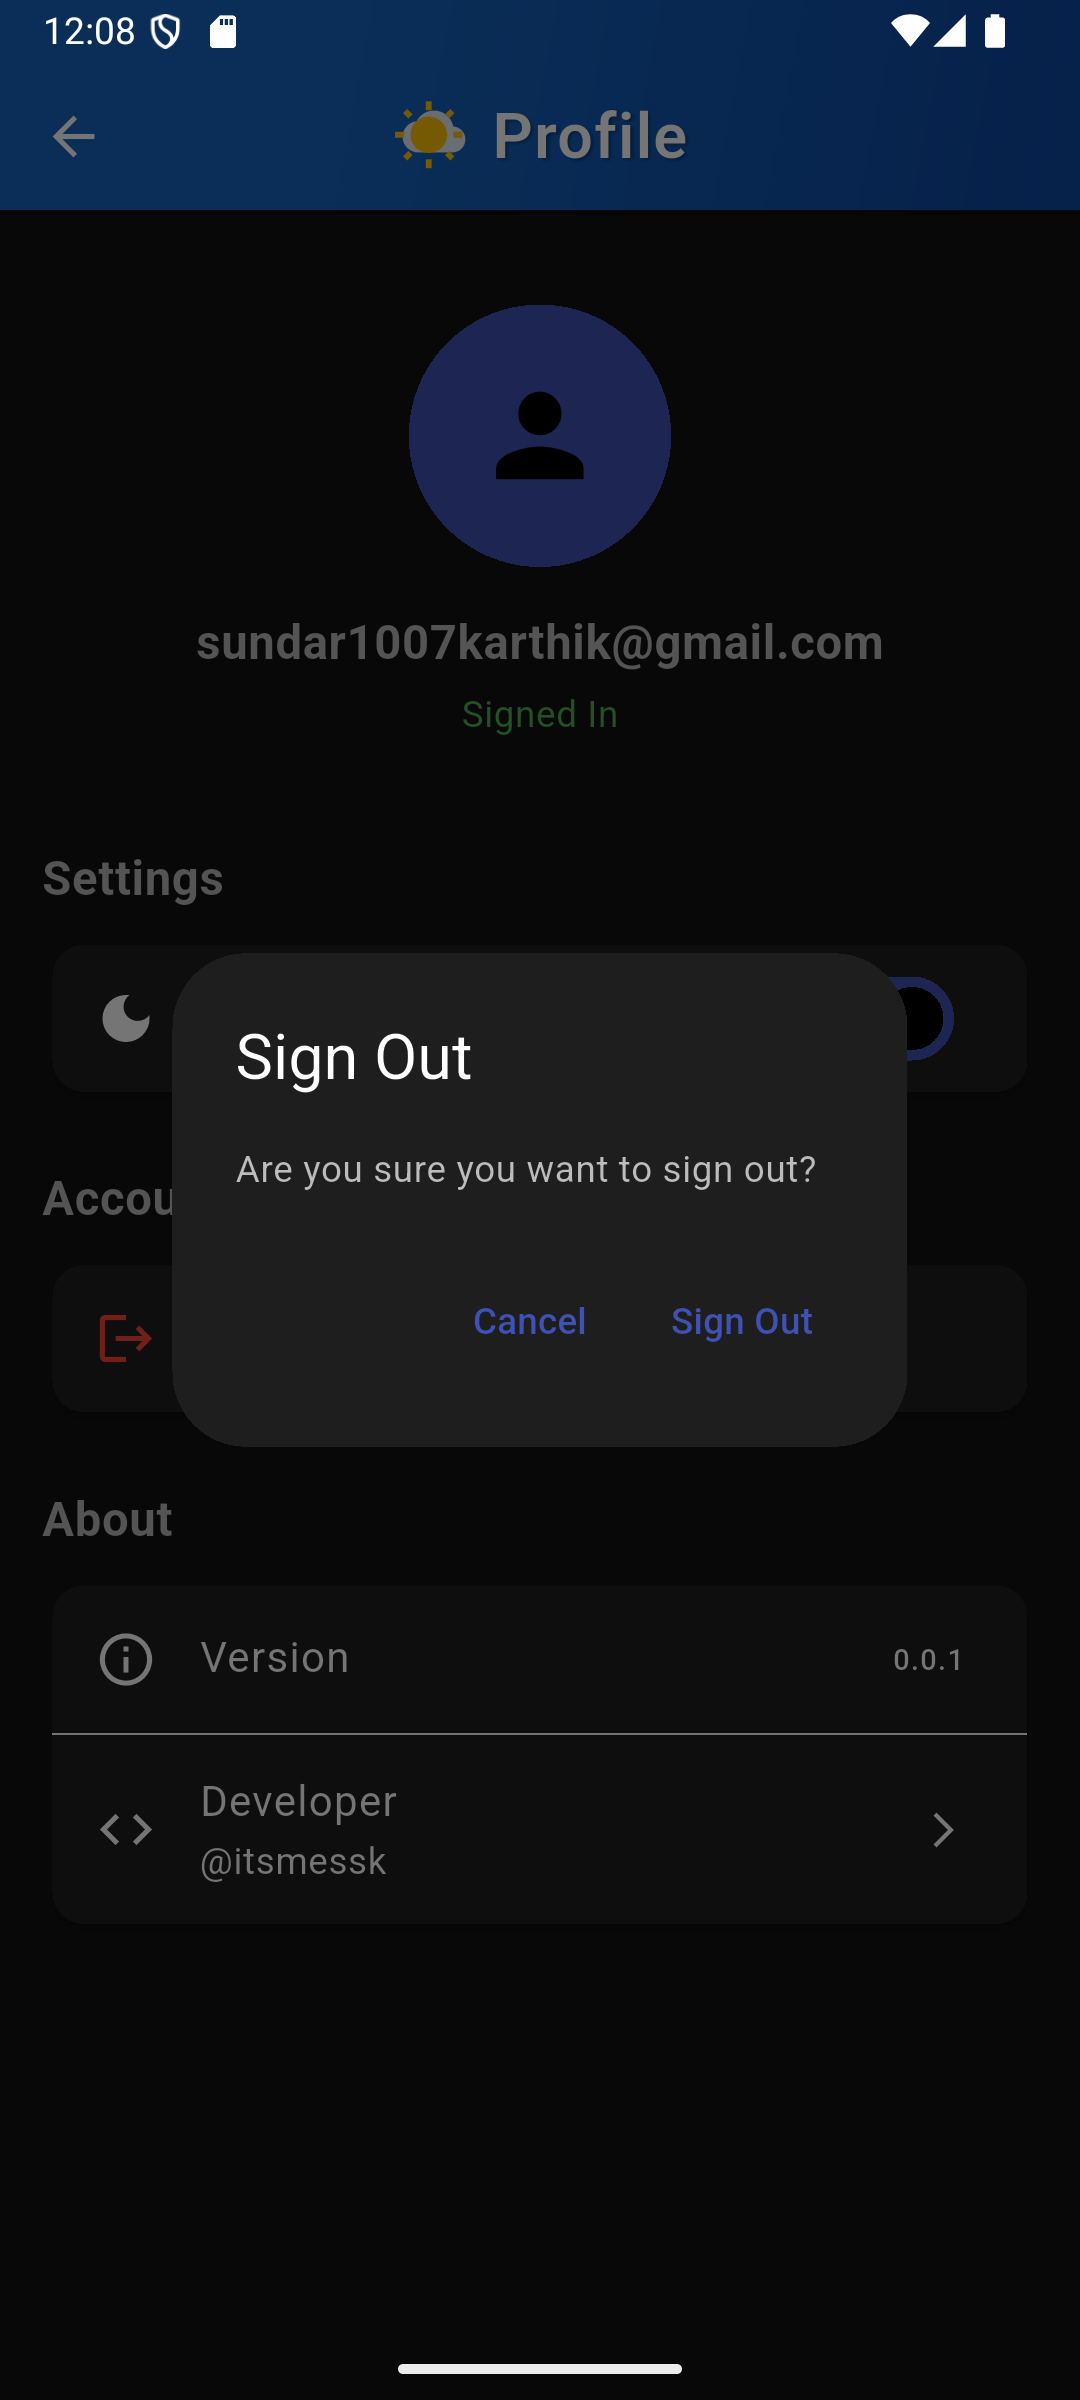 12:08
Profile
sundar1007karthik@gmail.com
Signed In
Settings
Sign Out
Are you sure you want to sign out?
Accou
Cancel
Sign Out
About
Version
0.0.1
Developer
@itsmessk